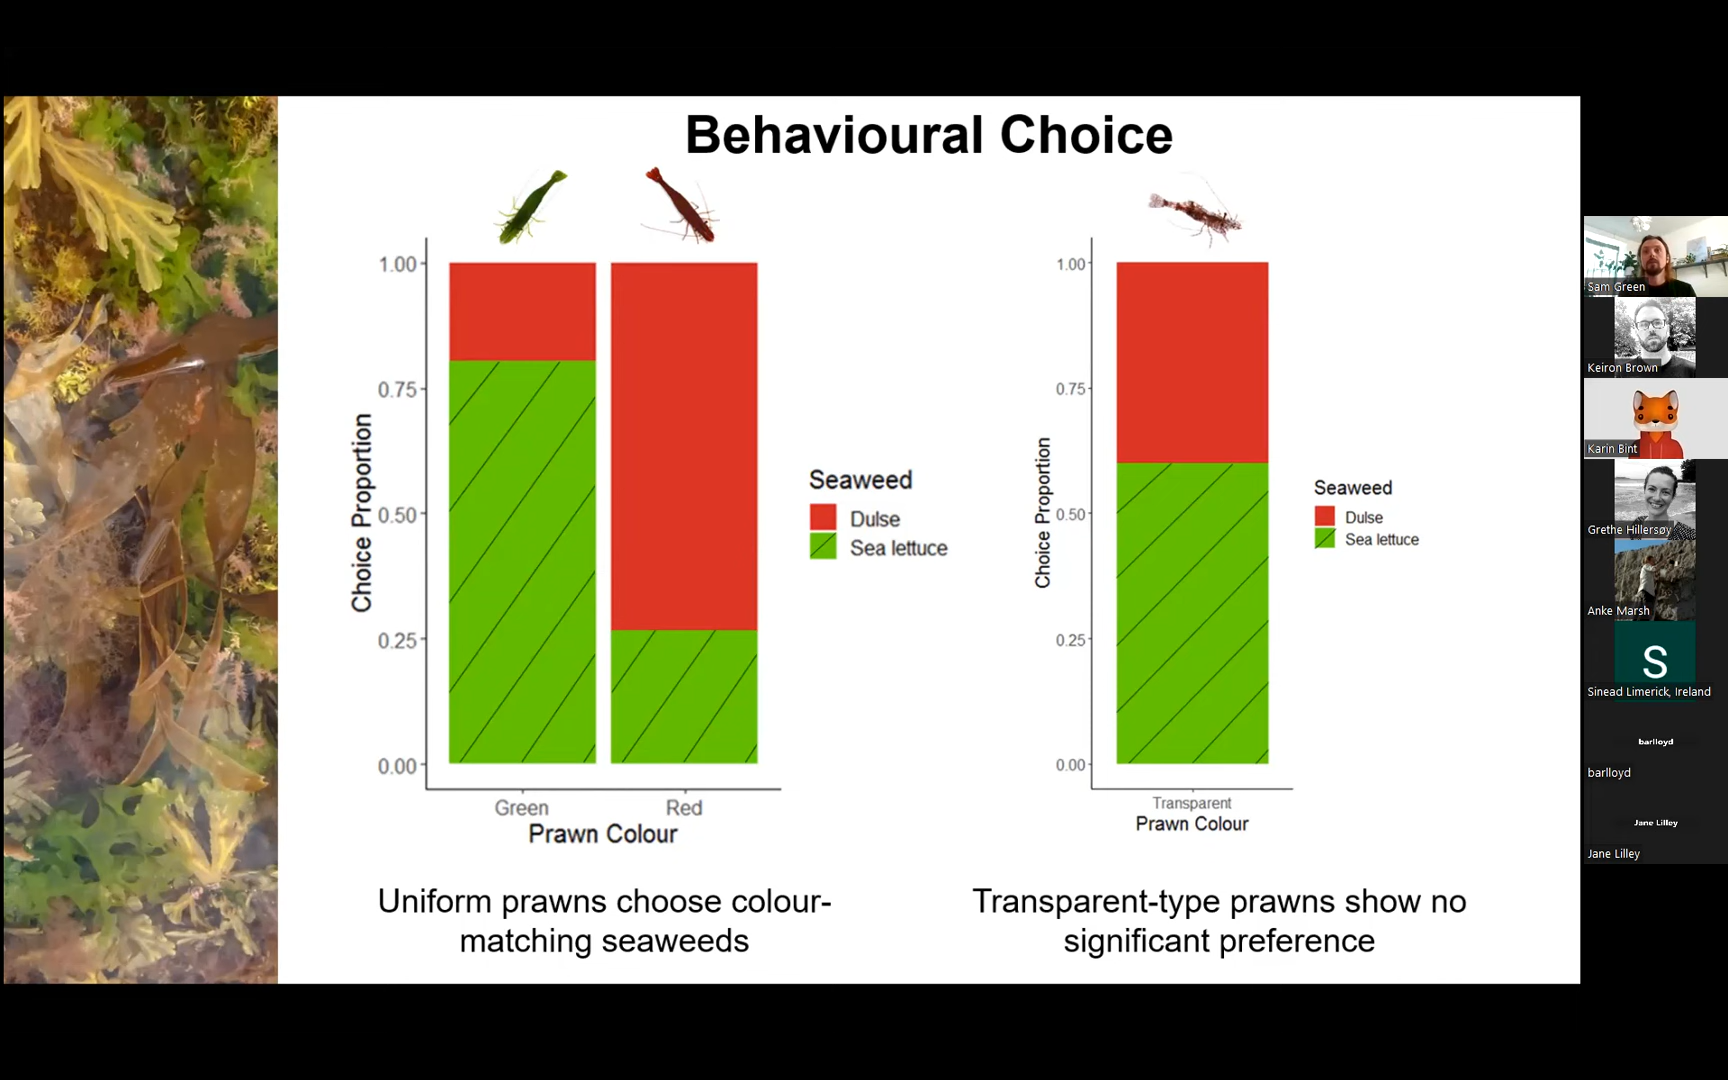 Behavioural Choice
1.00
0.75
0.50
0.25
0.00
Choice Proportion
Green
Red
Prawn Colour
Seaweed
Dulse
Sea lettuce
Uniform prawns choose colour-
matching seaweeds
1.00
0.75
0.50
0.25
0.00
Choice Proportion
Transparent
Prawn Colour
Seaweed
Dulse
Sea lettuce
Transparent-type prawns show no
significant preference
Sam Green
Keiron Brown
Karin Bint
Grethe Hillersøy
Anke Marsh
S
Sinead Limerick, Ireland
barlloyd
barlloyd
Jane Lilley
Jane Lilley